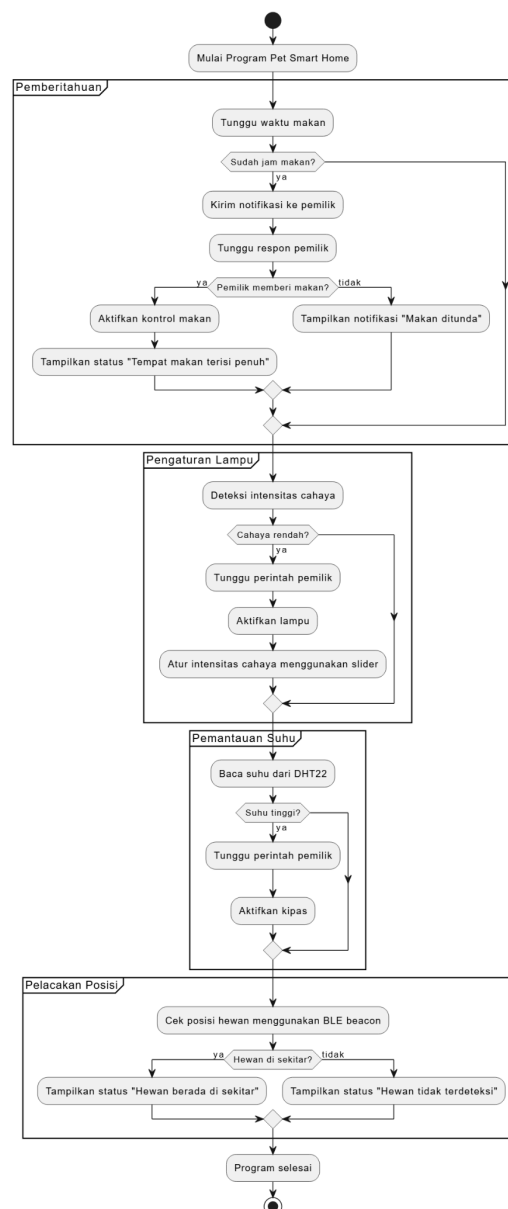 Mulai Program Pet Smart Home
Pemberitahuan
Tunggu waktu makan
Sudah jam makan?
ya
Kirim notifikasi ke pemilik
Tunggu respon pemilik
ya
Pemilik memberi makan?
tidak
Aktifkan kontrol makan
Tampilkan notifikasi "Makan ditunda"
Tampilkan status "Tempat makan terisi penuh"
Pengaturan Lampu
Deteksi intensitas cahaya
Cahaya rendah?
ya
Tunggu perintah pemilik
Aktifkan lampu
Atur intensitas cahaya menggunakan slider
Pemantauan Suhu
Baca suhu dari DHT22
Suhu tinggi?
ya
Tunggu perintah pemilik
Aktifkan kipas
Pelacakan Posisi
Cek posisi hewan menggunakan BLE beacon
ya
Hewan di sekitar?
tidak
Tampilkan status "Hewan berada di sekitar"
Tampilkan status "Hewan tidak terdeteksi"
Program selesai